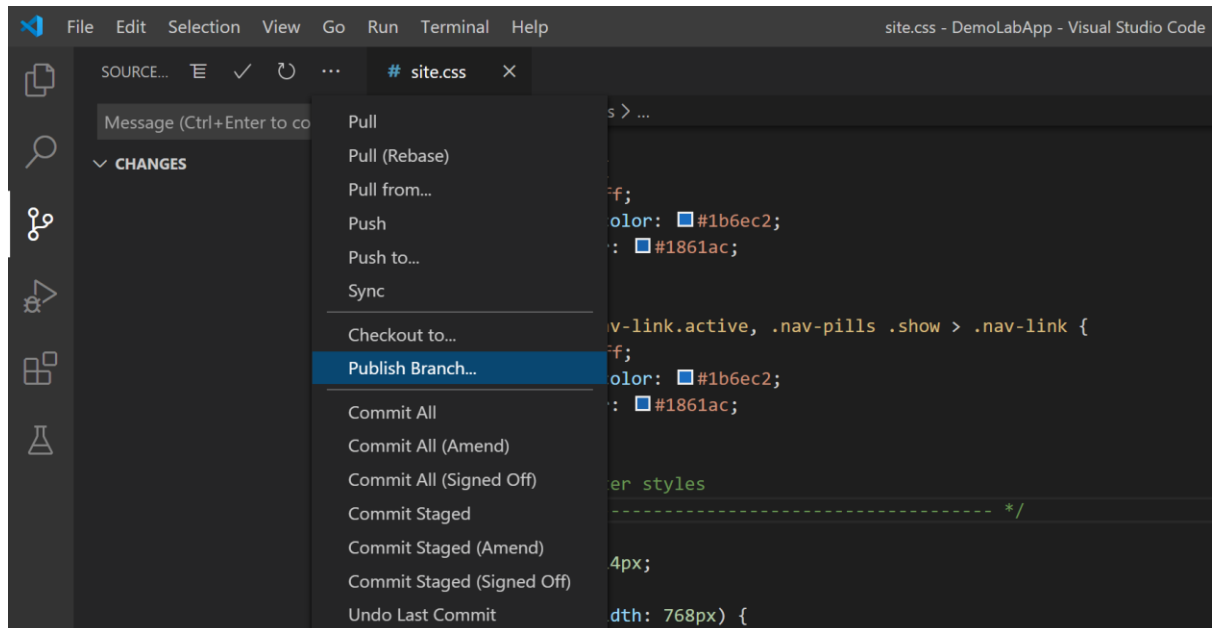 File Edit Selection View Go Run Terminal Help site.css - DemoLabApp - Visual Studio Code
SOURCE... ... # site.css
Message (Ctrl+Enter to co
CHANGES
Pull
Pull (Rebase)
Pull from...
Push
Push to...
Sync
Checkout to...
Publish Branch...
Commit All
Commit All (Amend)
Commit All (Signed Off)
Commit Staged
Commit Staged (Amend)
Commit Staged (Signed Off)
Undo Last Commit
s > ...
ff;
olor: #1b6ec2;
: #1861ac;
v-link.active, .nav-pills .show > .nav-link {
ff;
olor: #1b6ec2;
: #1861ac;
er styles
------------------------------------ */
4px;
dth: 768px) {